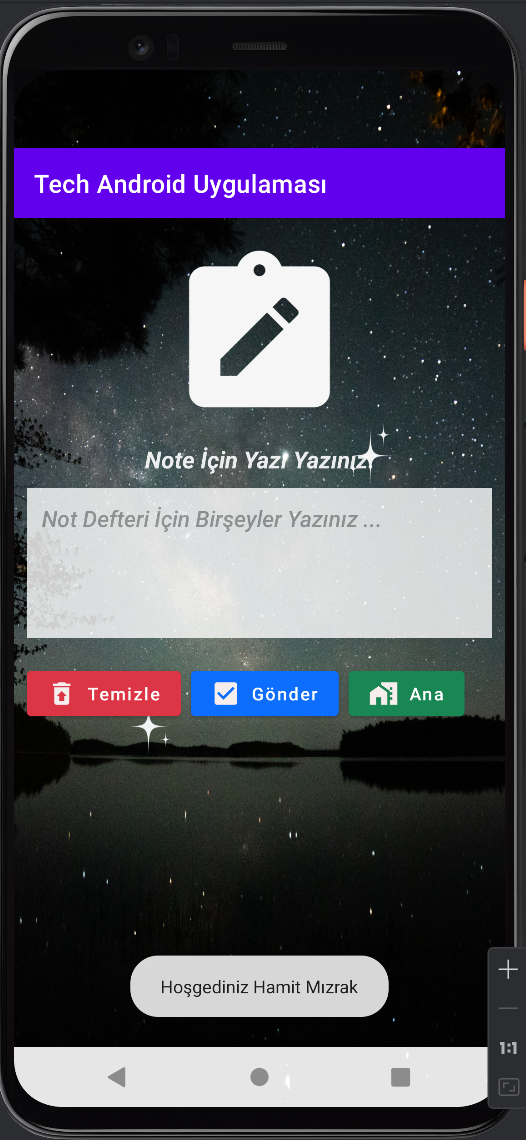 Tech Android Uygulaması
Note İçin Yazı Yazınız!
Not Defteri İçin Birşeyler Yazınız ...
Temizle Gönder Ana
Hoşgediniz Hamit Mızrak
1:1